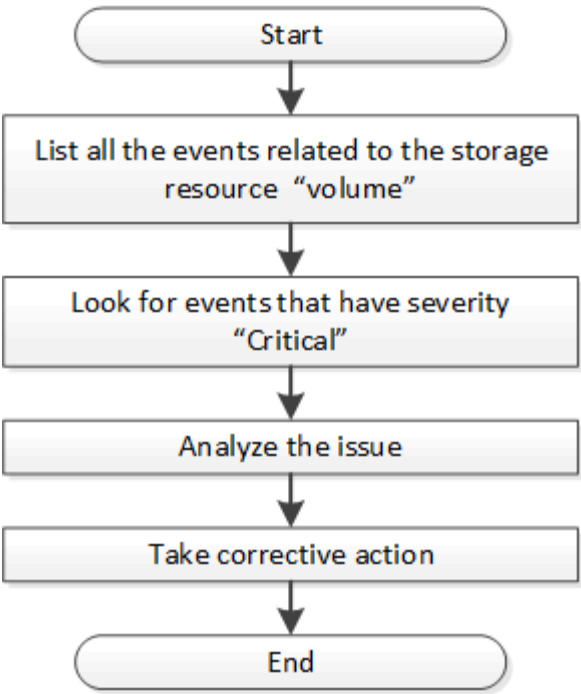 Start
List all the events related to the storage
resource “volume”
Look for events that have severity
“Critical”
Analyze the issue
Take corrective action
End